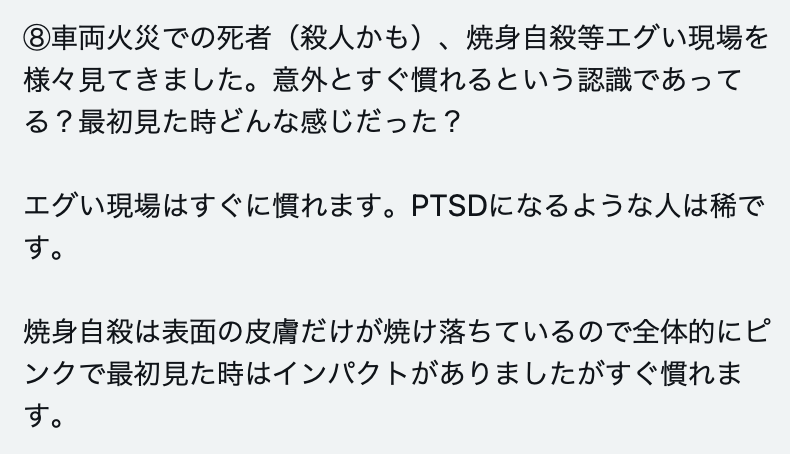 ⑧車両火災での死者（殺人かも）、焼身自殺等エグい現場を
様々見てきました。意外とすぐ慣れるという認識であって
る？最初見た時どんな感じだった？
エグい現場はすぐに慣れます。PTSDになるような人は稀で
す。
焼身自殺は表面の皮膚だけが焼け落ちているので全体的にピ
ンクで最初見た時はインパクトがありましたがすぐ慣れま
す。